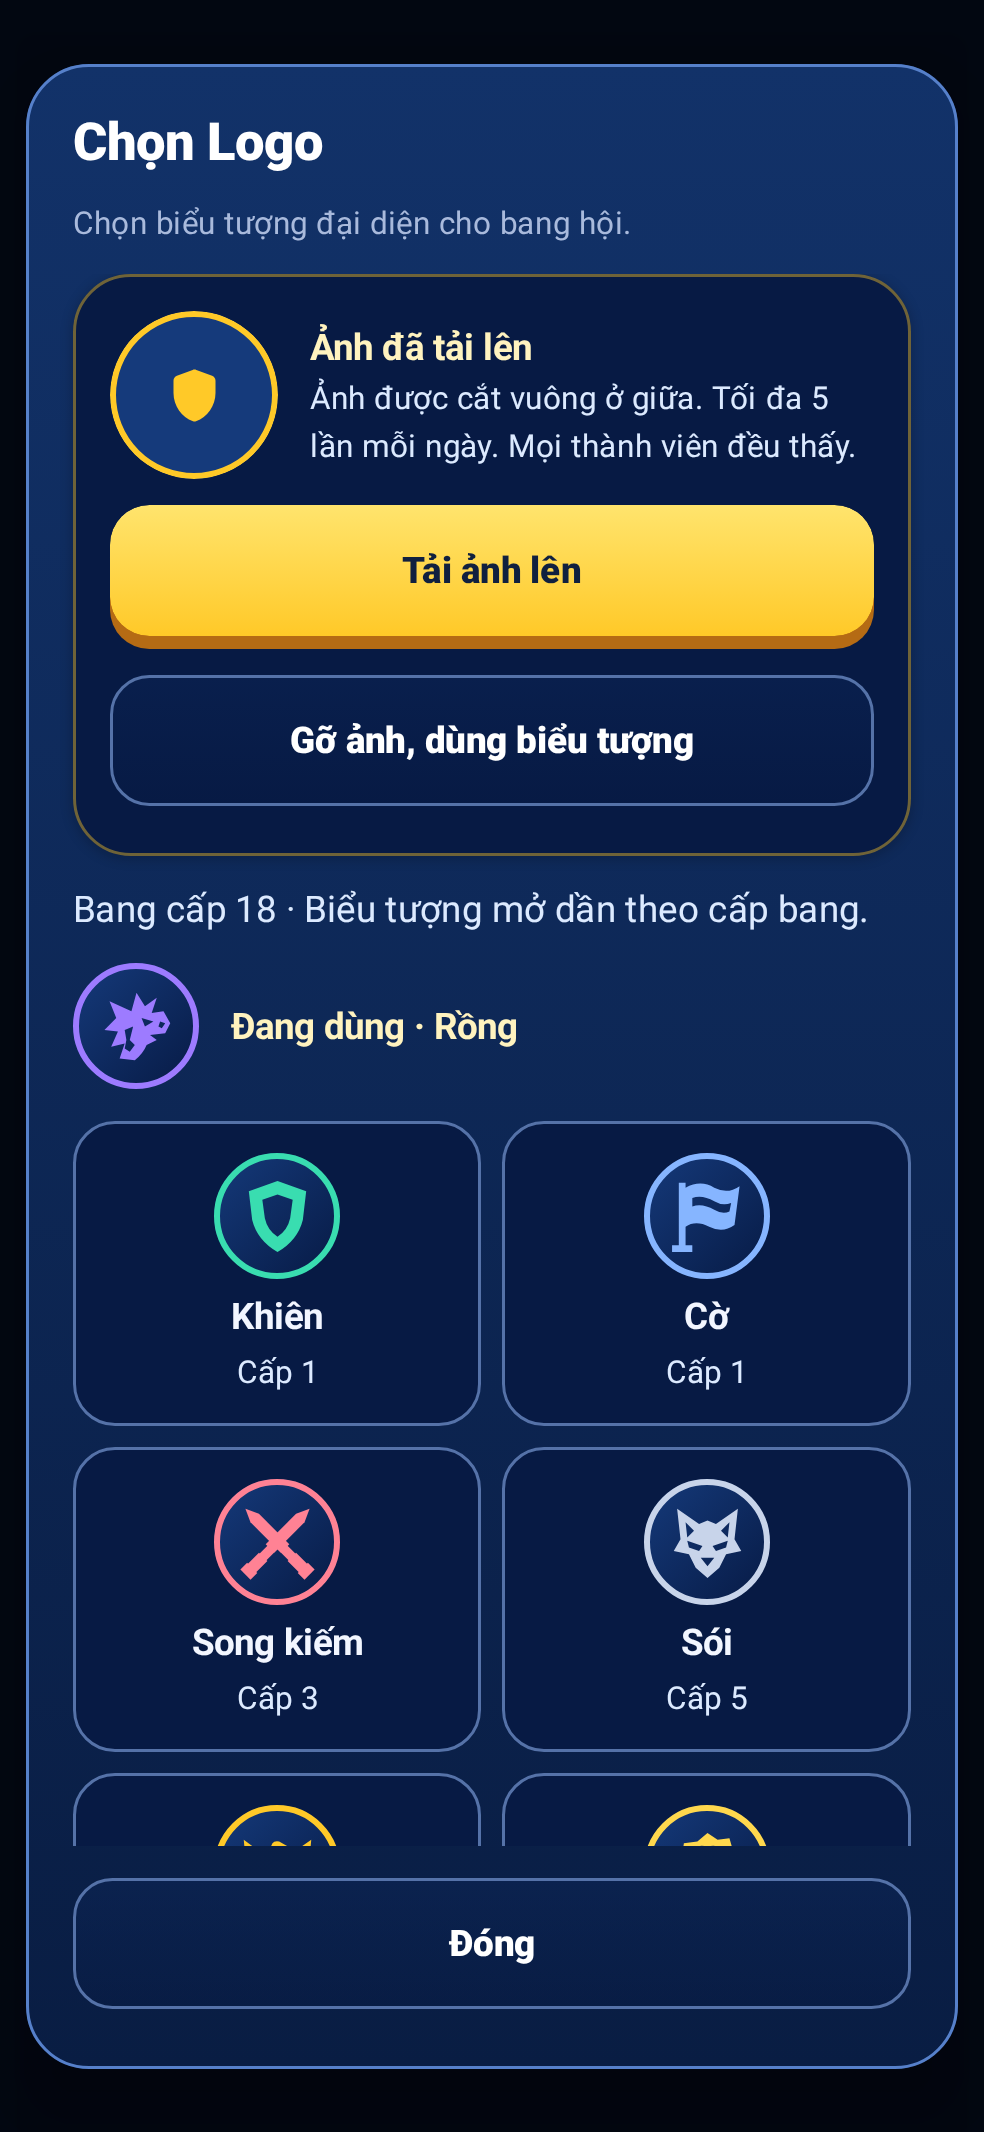 Chọn Logo
Chọn biểu tượng đại diện cho bang hội.
Ảnh đã tải lên
Ảnh được cắt vuông ở giữa. Tối đa 5
lần mỗi ngày. Mọi thành viên đều thấy.
Tải ảnh lên
Gỡ ảnh, dùng biểu tượng
Bang cấp 18 · Biểu tượng mở dần theo cấp bang.
Đang dùng · Rồng
Khiên
Cấp 1
Cờ
Cấp 1
Song kiếm
Cấp 3
Sói
Cấp 5
Đóng